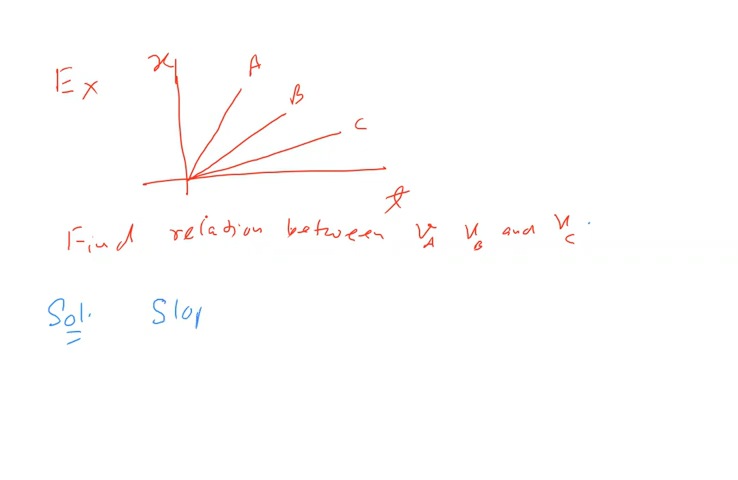 x
A
Ex
B
C
t
Find relation between VA VB and VC.
Sol. Slop